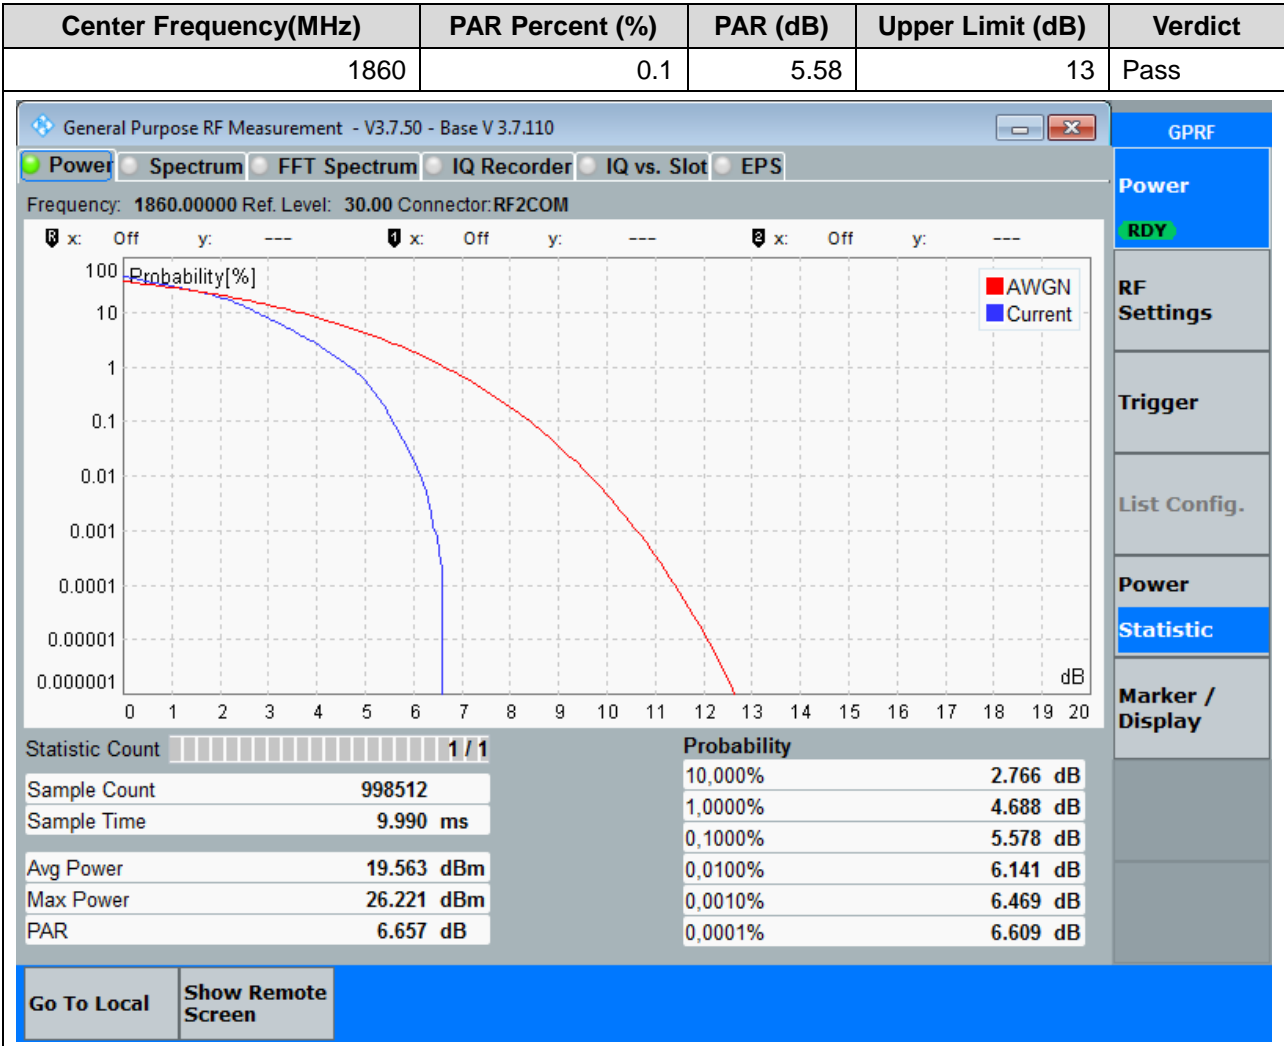 Center Frequency(MHz) PAR Percent (%) PAR (dB) Upper Limit (dB) Verdict
1860 0.1 5.58 13 Pass
General Purpose RF Measurement - V3.7.50 - Base V 3.7.110
GPRF
Power Spectrum FFT Spectrum IQ Recorder IQ vs. Slot EPS
Frequency: 1860.00000 Ref. Level: 30.00 Connector: RF2COM
R x: Off y: --- 1 x: Off y: --- 2 x: Off y: ---
Probability[%]
AWGN
Current
100
10
1
0.1
0.01
0.001
0.0001
0.00001
0.000001
dB
0 1 2 3 4 5 6 7 8 9 10 11 12 13 14 15 16 17 18 19 20
Statistic Count 1 / 1
Sample Count 998512
Sample Time 9.990 ms
Avg Power 19.563 dBm
Max Power 26.221 dBm
PAR 6.657 dB
Probability
10,000% 2.766 dB
1,0000% 4.688 dB
0,1000% 5.578 dB
0,0100% 6.141 dB
0,0010% 6.469 dB
0,0001% 6.609 dB
Power
RDY
RF
Settings
Trigger
List Config.
Power
Statistic
Marker /
Display
Go To Local
Show Remote
Screen